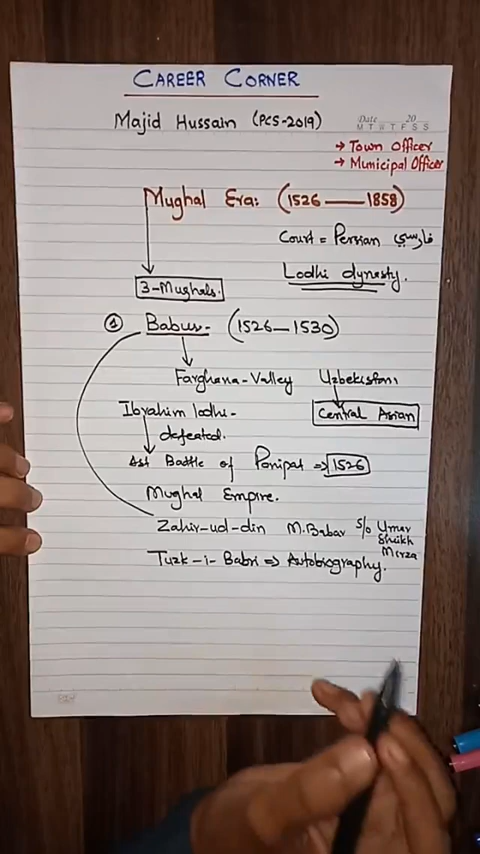 CAREER CORNER
Majid Hussain (PCS-2019)
Date 20
M T W T F S S
→ Town Officer
→ Municipal Officer
Mughal Era: (1526 — 1858)
Court = Persian فارسی
Lodhi dynasty.
3-Mughals.
① Babur- (1526—1530)
Farghana-Valley Uzbekistan
Central Asian
Ibrahim lodhi-
defeated.
1st Battle of Panipat ⇒ 1526
Mughal Empire.
Zahir-ud-din M.Babar s/o Umar
Sheikh
Mirza
Tuzk-i-Babri ⇒ Autobiography.